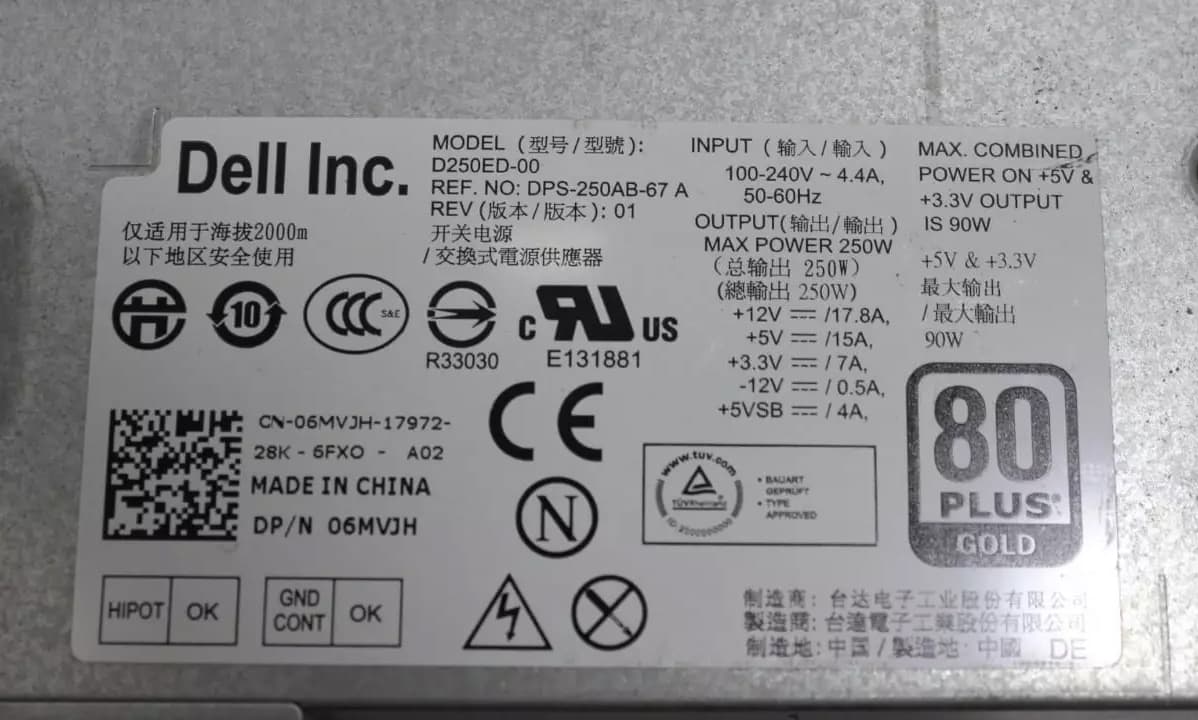 Dell Inc.
仅适用于海拔2000m
以下地区安全使用
MODEL (型号/型號):
D250ED-00
REF. NO: DPS-250AB-67 A
REV (版本/版本): 01
开关电源
/交換式電源供應器
INPUT (输入/輸入)
100-240V ~ 4.4A,
50-60Hz
OUTPUT(输出/輸出)
MAX POWER 250W
(总输出 250W)
(總輸出 250W)
+12V ⎓ /17.8A,
+5V ⎓ /15A,
+3.3V ⎓ / 7A,
-12V ⎓ / 0.5A,
+5VSB ⎓ / 4A,
MAX. COMBINED
POWER ON +5V &
+3.3V OUTPUT
IS 90W
+5V & +3.3V
最大输出
/ 最大輸出
90W
10
CCC S&E
R33030
C RU US
E131881
CE
N
CN-06MVJH-17972-
28K - 6FXO - A02
MADE IN CHINA
DP/N 06MVJH
www.tuv.com
TÜVRheinland
ID:2000000000
• BAUART
GEPRUFT
• TYPE
APPROVED
80
PLUS®
GOLD
HIPOT OK
GND
CONT OK
制造商: 台达电子工业股份有限公司
製造商: 台達電子工業股份有限公司
制造地: 中国 / 製造地: 中國 DE